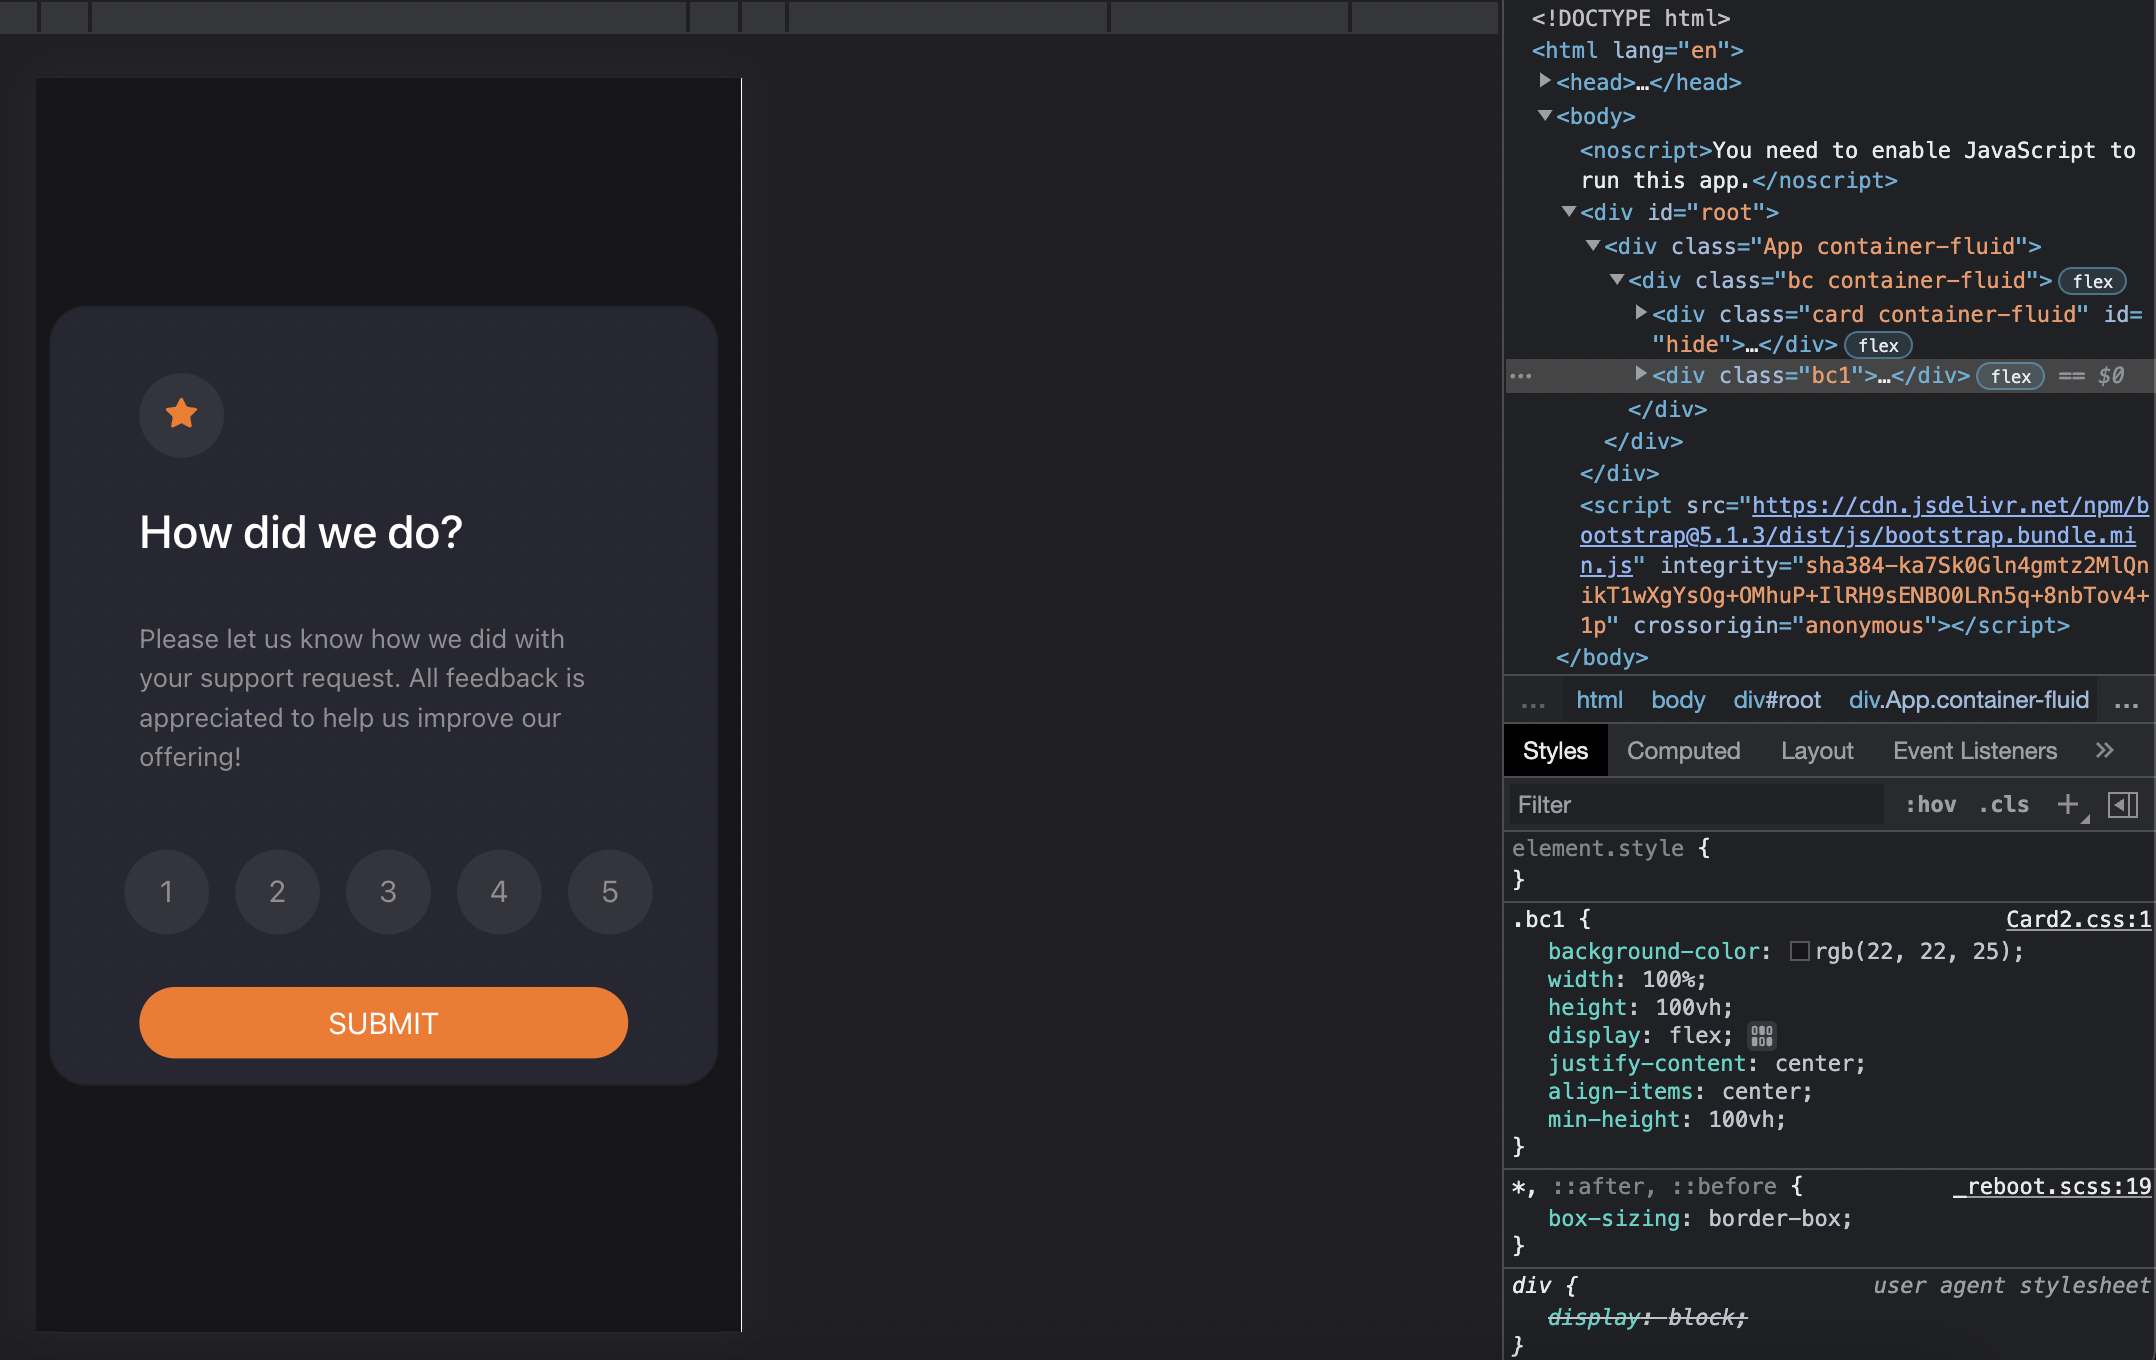 How did we do?
Please let us know how we did with
your support request. All feedback is
appreciated to help us improve our
offering!
1 2 3 4 5
SUBMIT
<!DOCTYPE html>
<html lang="en">
<head>…</head>
<body>
<noscript>You need to enable JavaScript to
run this app.</noscript>
<div id="root">
<div class="App container-fluid">
<div class="bc container-fluid"> flex
<div class="card container-fluid" id=
"hide">…</div> flex
<div class="bc1">…</div> flex == $0
</div>
</div>
</div>
<script src="https://cdn.jsdelivr.net/npm/b
ootstrap@5.1.3/dist/js/bootstrap.bundle.mi
n.js" integrity="sha384-ka7Sk0Gln4gmtz2MlQn
ikT1wXgYsOg+OMhuP+IlRH9sENBO0LRn5q+8nbTov4+
1p" crossorigin="anonymous"></script>
</body>
… html body div#root div.App.container-fluid …
Styles Computed Layout Event Listeners »
Filter :hov .cls +
element.style {
}
.bc1 { Card2.css:1
background-color: rgb(22, 22, 25);
width: 100%;
height: 100vh;
display: flex;
justify-content: center;
align-items: center;
min-height: 100vh;
}
*, ::after, ::before { _reboot.scss:19
box-sizing: border-box;
}
div { user agent stylesheet
display: block;
}